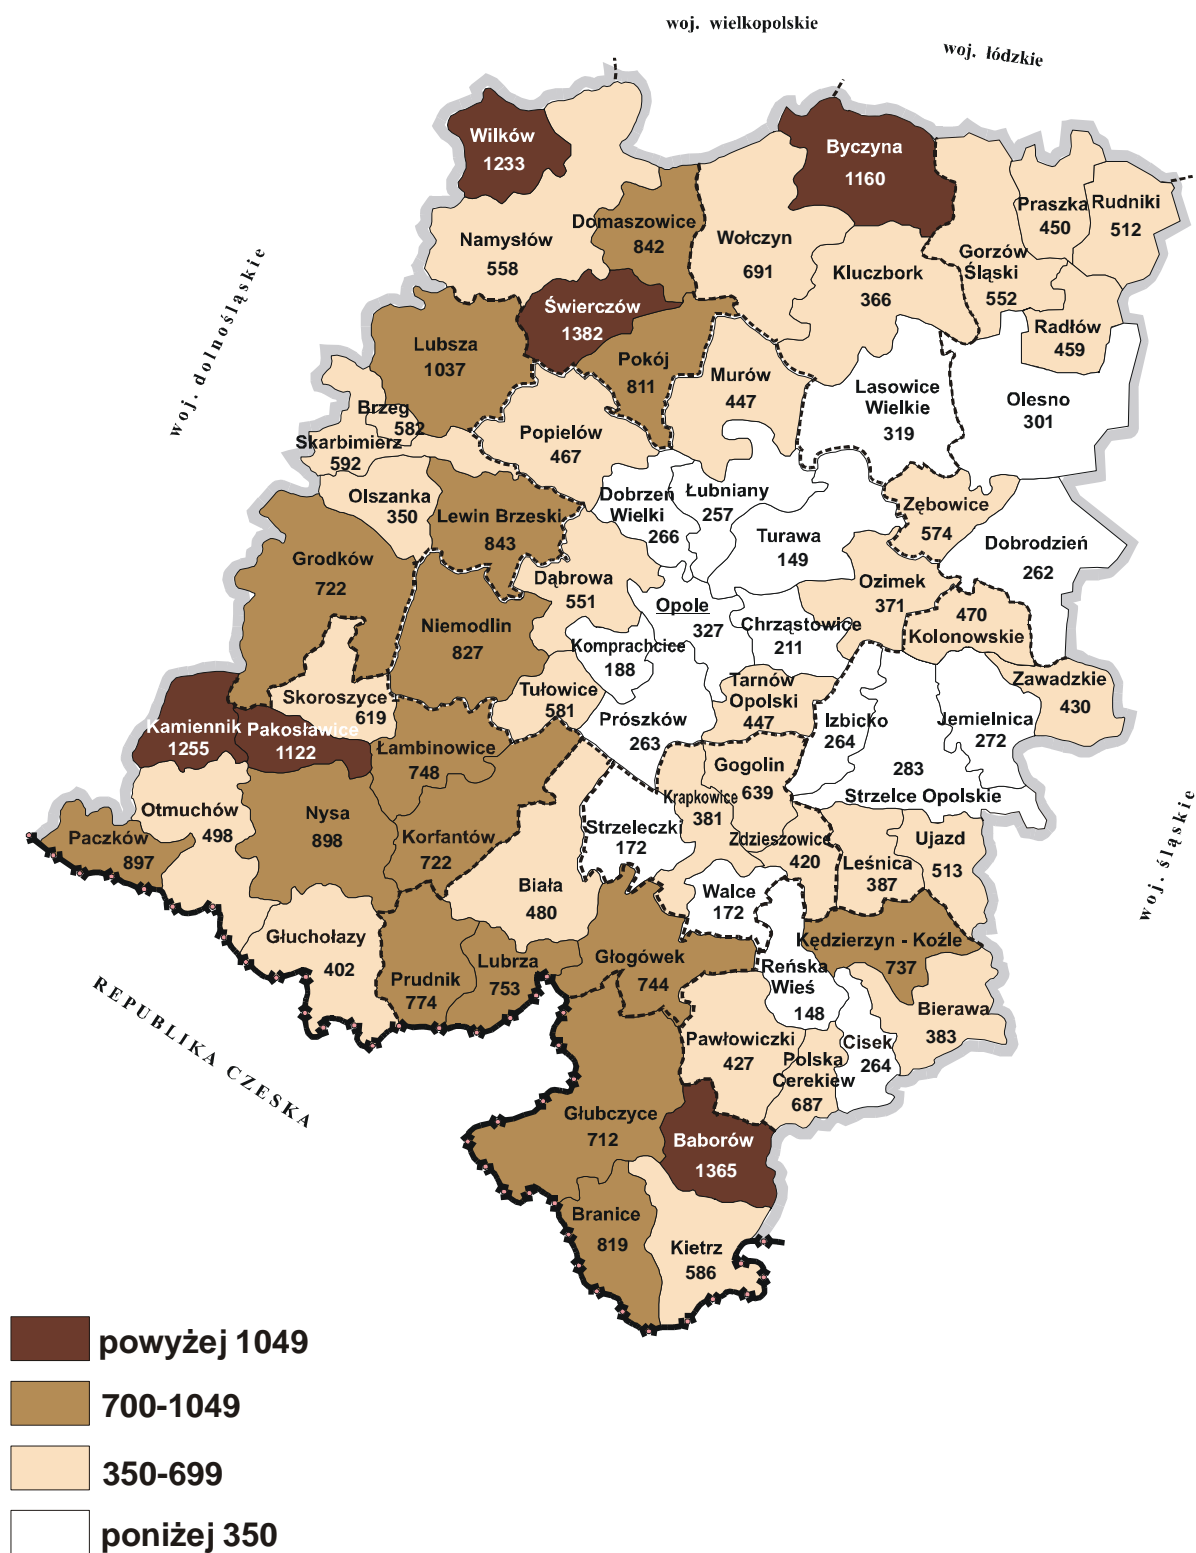 woj. wielkopolskie
woj. łódzkie
Wilków
1233
Byczyna
1160
Praszka
450
Rudniki
512
Domaszowice
842
Namysłów
558
Wołczyn
691
Kluczbork
366
Gorzów
Śląski
552
Świerczów
1382
Radłów
459
Lubsza
1037
Pokój
811
Murów
447
Lasowice
Wielkie
319
Olesno
301
woj. dolnośląskie
Brzeg
582
Skarbimierz
592
Popielów
467
Olszanka
350
Lewin Brzeski
843
Dobrzeń
Wielki
266
Łubniany
257
Turawa
149
Zębowice
574
Dobrodzień
262
Grodków
722
Dąbrowa
551
Ozimek
371
Opole
327
Chrząstowice
211
470
Kolonowskie
Niemodlin
827
Komprachcice
188
Skoroszyce
619
Tułowice
581
Tarnów
Opolski
447
Zawadzkie
430
Kamiennik
1255
Pakosławice
1122
Łambinowice
748
Prószków
263
Izbicko
264
Jemielnica
272
Gogolin
639
283
Strzelce Opolskie
Otmuchów
498
Nysa
898
Krapkowice
381
Paczków
897
Korfantów
722
Strzeleczki
172
Zdzieszowice
420
Leśnica
387
Ujazd
513
woj. śląskie
Biała
480
Walce
172
Głuchołazy
402
Prudnik
774
Lubrza
753
Głogówek
744
Kędzierzyn - Koźle
737
Reńska
Wieś
148
Bierawa
383
REPUBLIKA CZESKA
Pawłowiczki
427
Polska
Cerekiew
687
Cisek
264
Głubczyce
712
Baborów
1365
Branice
819
Kietrz
586
powyżej 1049
700-1049
350-699
poniżej 350